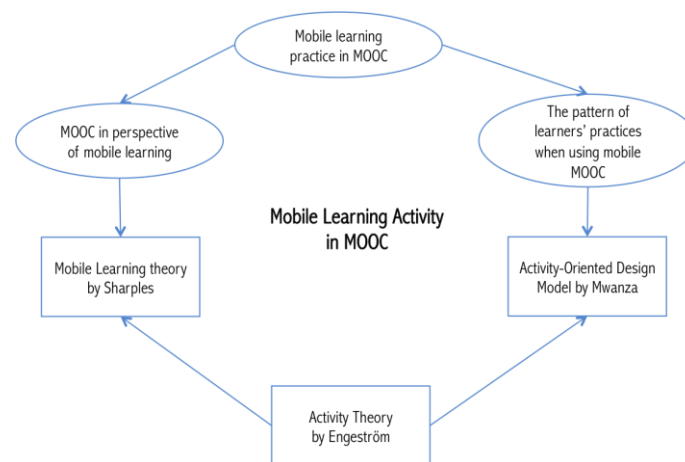 Mobile learning
practice in MOOC
MOOC in perspective
of mobile learning
The pattern of
learners' practices
when using mobile
MOOC
Mobile Learning Activity
in MOOC
Mobile Learning theory
by Sharples
Activity-Oriented Design
Model by Mwanza
Activity Theory
by Engeström